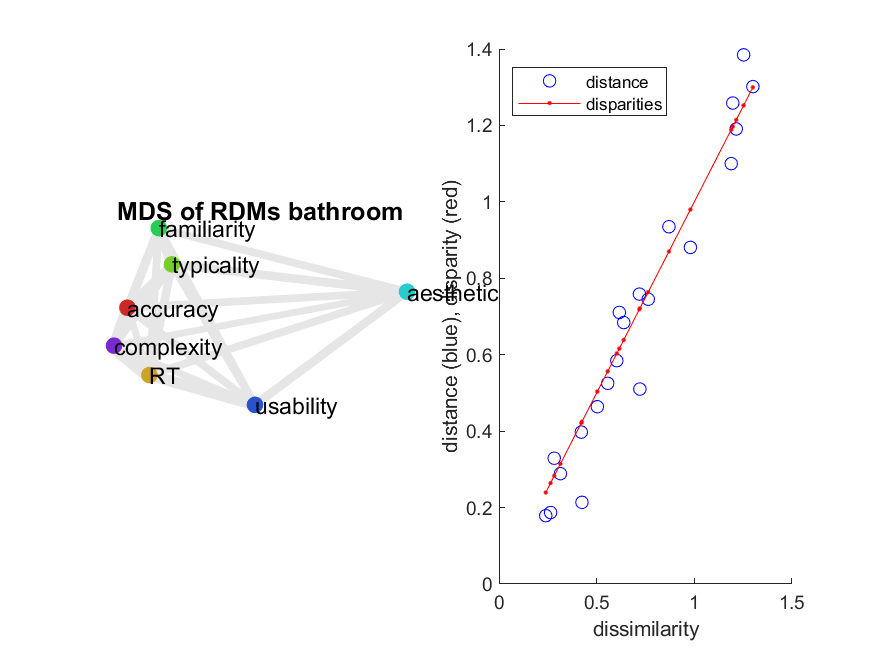 MDS of RDMs bathroom
familiarity
typicality
accuracy
complexity
RT
usability
aesthetic
distance (blue), disparity (red)
1.4
1.2
1
0.8
0.6
0.4
0.2
0
distance
disparities
0 0.5 1 1.5
dissimilarity